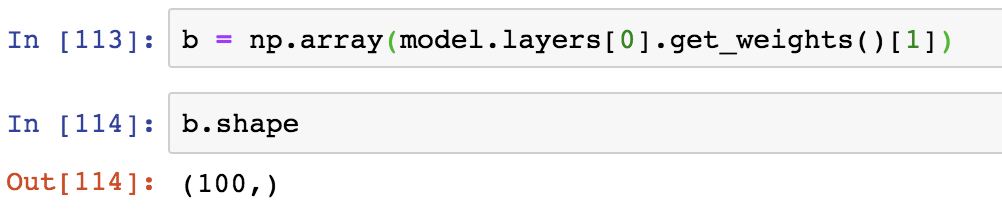 In [113]: b = np.array(model.layers[0].get_weights()[1])
In [114]: b.shape
Out[114]: (100,)